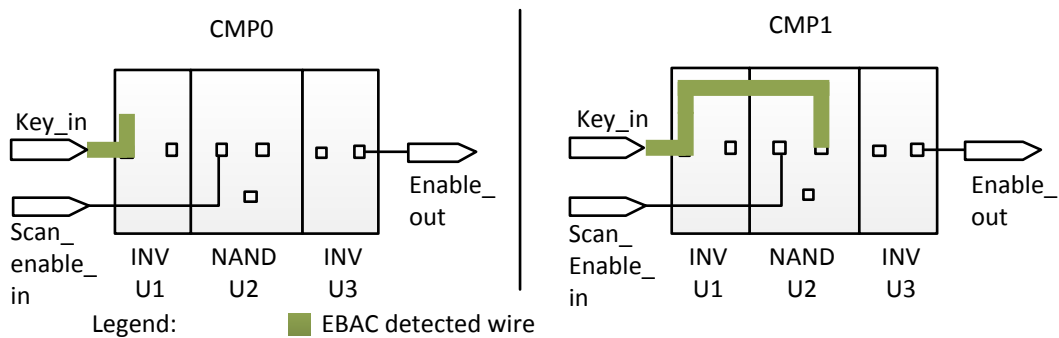 CMP0
Key_in
Scan_
enable_
in
Enable_
out
INV
U1
NAND
U2
INV
U3
CMP1
Key_in
Scan_
Enable_
in
Enable_
out
INV
U1
NAND
U2
INV
U3
Legend:
EBAC detected wire